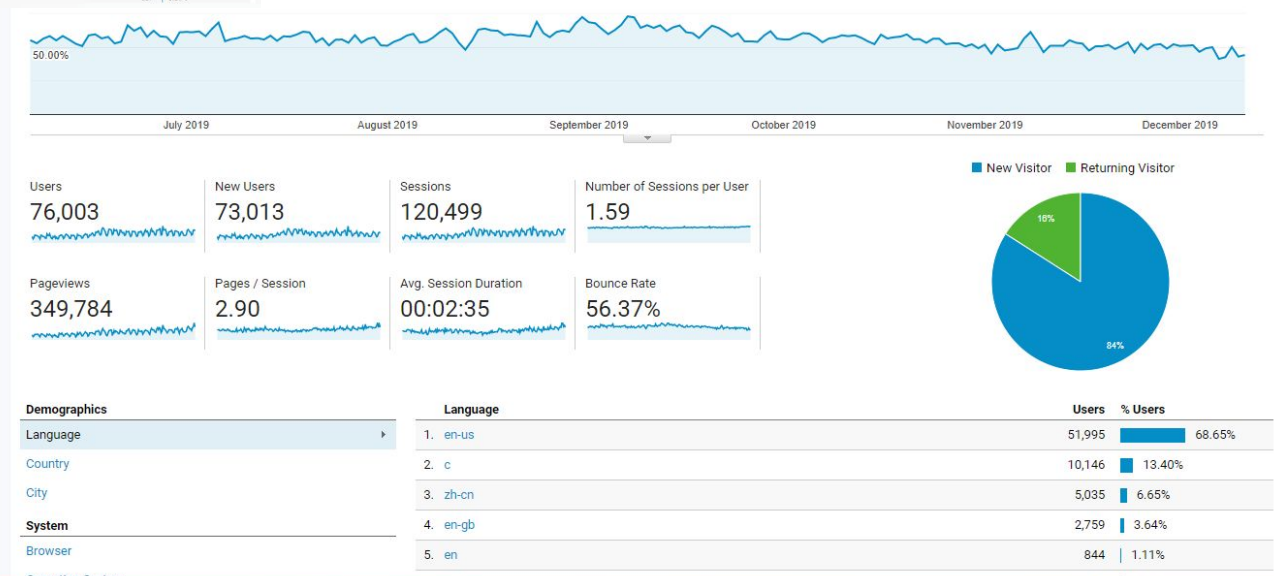 50.00%
July 2019 August 2019 September 2019 October 2019 November 2019 December 2019
New Visitor Returning Visitor
Users New Users Sessions Number of Sessions per User
76,003 73,013 120,499 1.59
16%
Pageviews Pages / Session Avg. Session Duration Bounce Rate
349,784 2.90 00:02:35 56.37%
84%
Demographics Language Users % Users
Language 1. en-us 51,995 68.65%
Country 2. c 10,146 13.40%
City 3. zh-cn 5,035 6.65%
System 4. en-gb 2,759 3.64%
Browser 5. en 844 1.11%